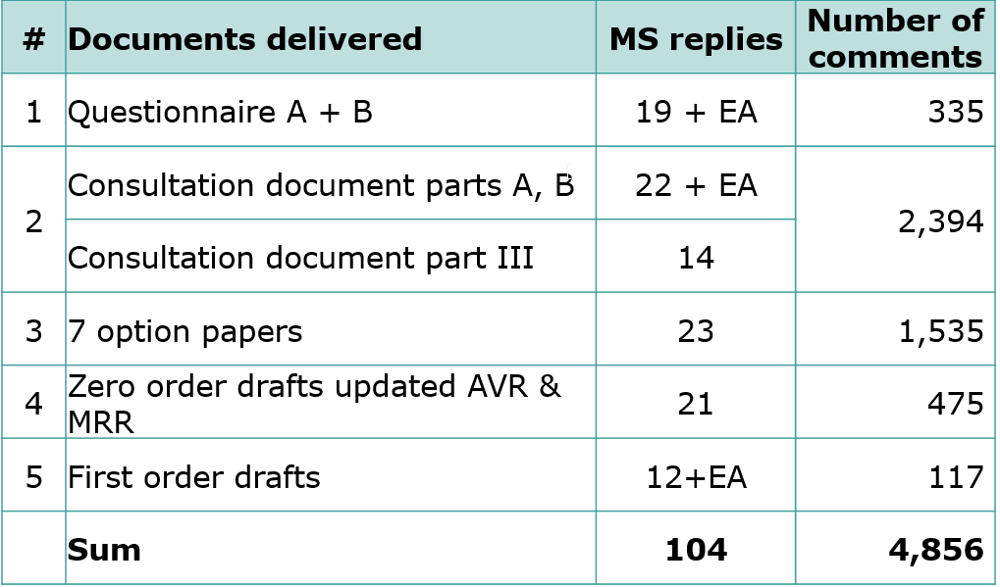 # Documents delivered MS replies Number of comments
1 Questionnaire A + B 19 + EA 335
2 Consultation document parts A, B 22 + EA 2,394
Consultation document part III 14
3 7 option papers 23 1,535
4 Zero order drafts updated AVR & MRR 21 475
5 First order drafts 12+EA 117
Sum 104 4,856